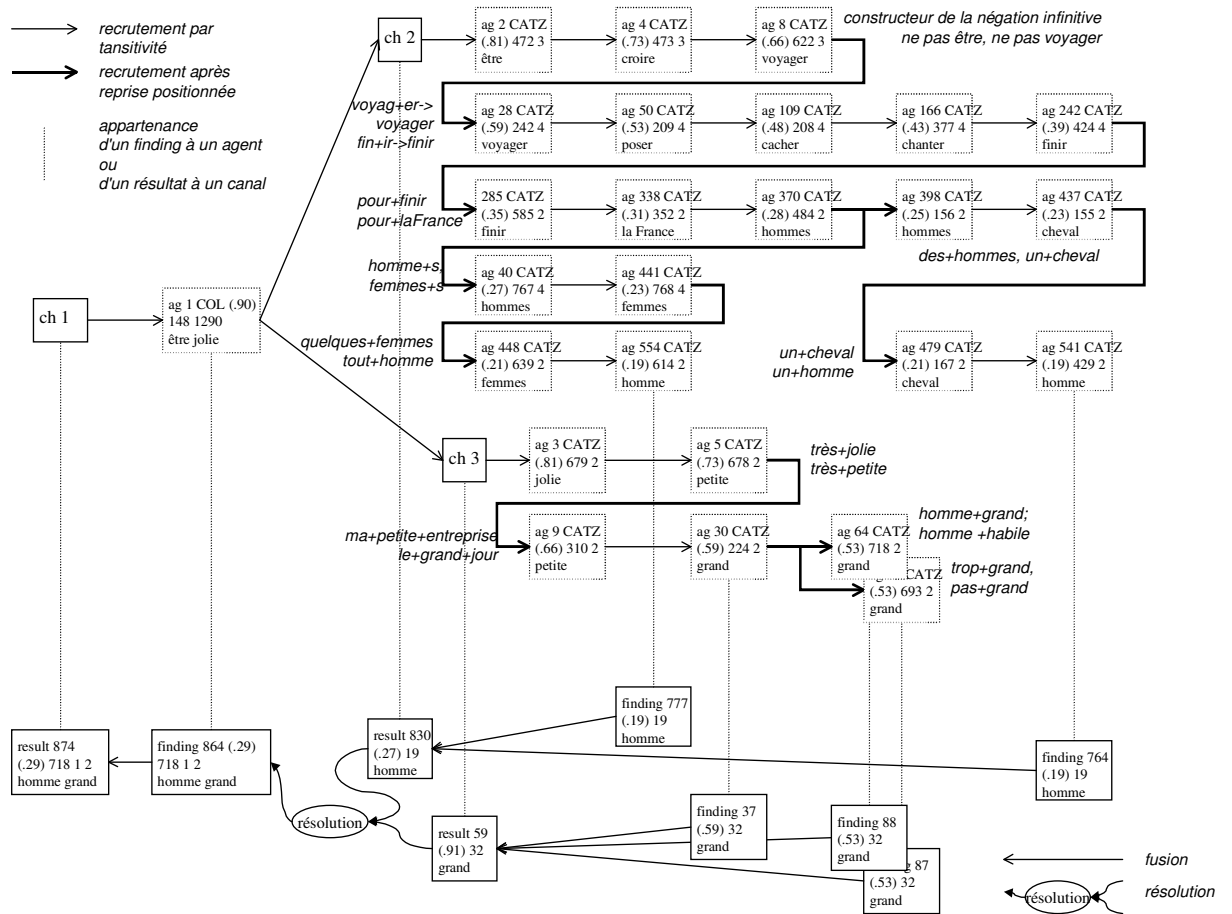 recrutement par
tansitivité
recrutement après
reprise positionnée
appartenance
d'un finding à un agent
ou
d'un résultat à un canal
ch 2
ag 2 CATZ
(.81) 472 3
être
ag 4 CATZ
(.73) 473 3
croire
ag 8 CATZ
(.66) 622 3
voyager
constructeur de la négation infinitive
ne pas être, ne pas voyager
voyag+er->
voyager
fin+ir->finir
ag 28 CATZ
(.59) 242 4
voyager
ag 50 CATZ
(.53) 209 4
poser
ag 109 CATZ
(.48) 208 4
cacher
ag 166 CATZ
(.43) 377 4
chanter
ag 242 CATZ
(.39) 424 4
finir
pour+finir
pour+laFrance
285 CATZ
(.35) 585 2
finir
ag 338 CATZ
(.31) 352 2
la France
ag 370 CATZ
(.28) 484 2
hommes
ag 398 CATZ
(.25) 156 2
hommes
ag 437 CATZ
(.23) 155 2
cheval
des+hommes, un+cheval
homme+s,
femmes+s
ag 40 CATZ
(.27) 767 4
hommes
ag 441 CATZ
(.23) 768 4
femmes
ch 1
ag 1 COL (.90)
148 1290
être jolie
quelques+femmes
tout+homme
ag 448 CATZ
(.21) 639 2
femmes
ag 554 CATZ
(.19) 614 2
homme
un+cheval
un+homme
ag 479 CATZ
(.21) 167 2
cheval
ag 541 CATZ
(.19) 429 2
homme
ch 3
ag 3 CATZ
(.81) 679 2
jolie
ag 5 CATZ
(.73) 678 2
petite
très+jolie
très+petite
ma+petite+entreprise
le+grand+jour
ag 9 CATZ
(.66) 310 2
petite
ag 30 CATZ
(.59) 224 2
grand
ag 64 CATZ
(.53) 718 2
grand
homme+grand;
homme +habile
CATZ
(.53) 693 2
grand
trop+grand,
pas+grand
finding 777
(.19) 19
homme
result 874
(.29) 718 1 2
homme grand
finding 864 (.29)
718 1 2
homme grand
result 830
(.27) 19
homme
finding 764
(.19) 19
homme
résolution
result 59
(.91) 32
grand
finding 37
(.59) 32
grand
finding 88
(.53) 32
grand
87
(.53) 32
grand
fusion
résolution
résolution